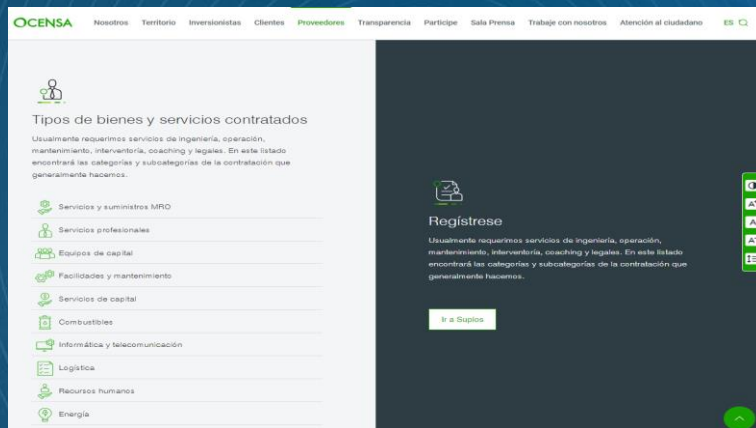 OCENSA
Nosotros Territorio Inversionistas Clientes Proveedores Transparencia Participe Sala Prensa Trabaje con nosotros Atención al ciudadano ES
Tipos de bienes y servicios contratados
Usualmente requerimos servicios de ingeniería, operación,
mantenimiento, interventoría, coaching y legales. En este listado
encontrará las categorías y subcategorías de la contratación que
generalmente hacemos.
Servicios y suministros MRO
Servicios profesionales
Equipos de capital
Facilidades y mantenimiento
Servicios de capital
Combustibles
Informática y telecomunicación
Logística
Recursos humanos
Energía
Regístrese
Usualmente requerimos servicios de ingeniería, operación,
mantenimiento, interventoría, coaching y legales. En este listado
encontrará las categorías y subcategorías de la contratación que
generalmente hacemos.
Ir a Suplos